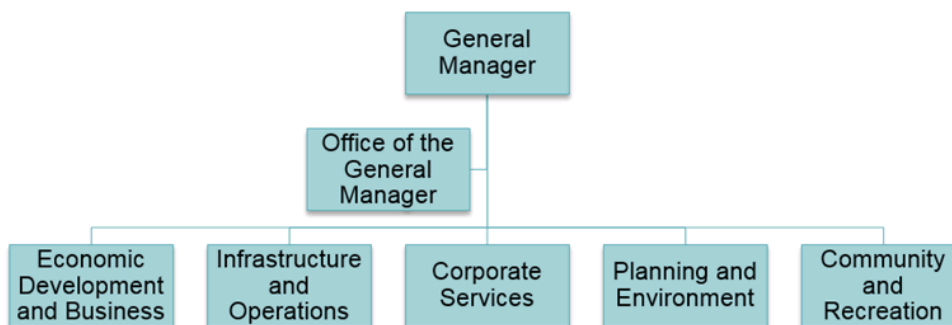 General
Manager
Office of the
General
Manager
Economic
Development
and Business
Infrastructure
and
Operations
Corporate
Services
Planning and
Environment
Community
and
Recreation